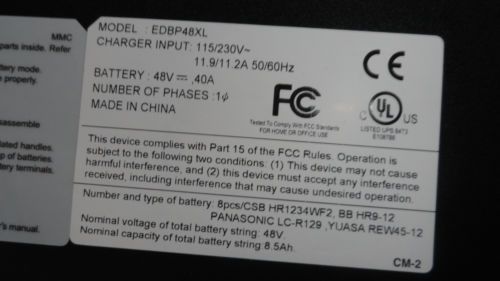 MMC
parts inside. Refer
tery mode.
properly.
disassemble
lated handles.
p of batteries.
tery terminals.
r's manual.
MODEL : EDBP48XL
CHARGER INPUT: 115/230V~
11.9/11.2A 50/60Hz
BATTERY : 48V ⎓ ,40A
NUMBER OF PHASES :1ϕ
MADE IN CHINA
FC
Tested To Comply With FCC Standards
FOR HOME OR OFFICE USE
CE
C UL US
LISTED UPS 8473
E108788
This device complies with Part 15 of the FCC Rules. Operation is
subject to the following two conditions: (1) This device may not cause
harmful interference, and (2) this device must accept any interference
received, including interference that may cause undesired operation.
Number and type of battery: 8pcs/CSB HR1234WF2, BB HR9-12
PANASONIC LC-R129 ,YUASA REW45-12
Nominal voltage of total battery string: 48V.
Nominal capacity of total battery string:8.5Ah.
CM-2